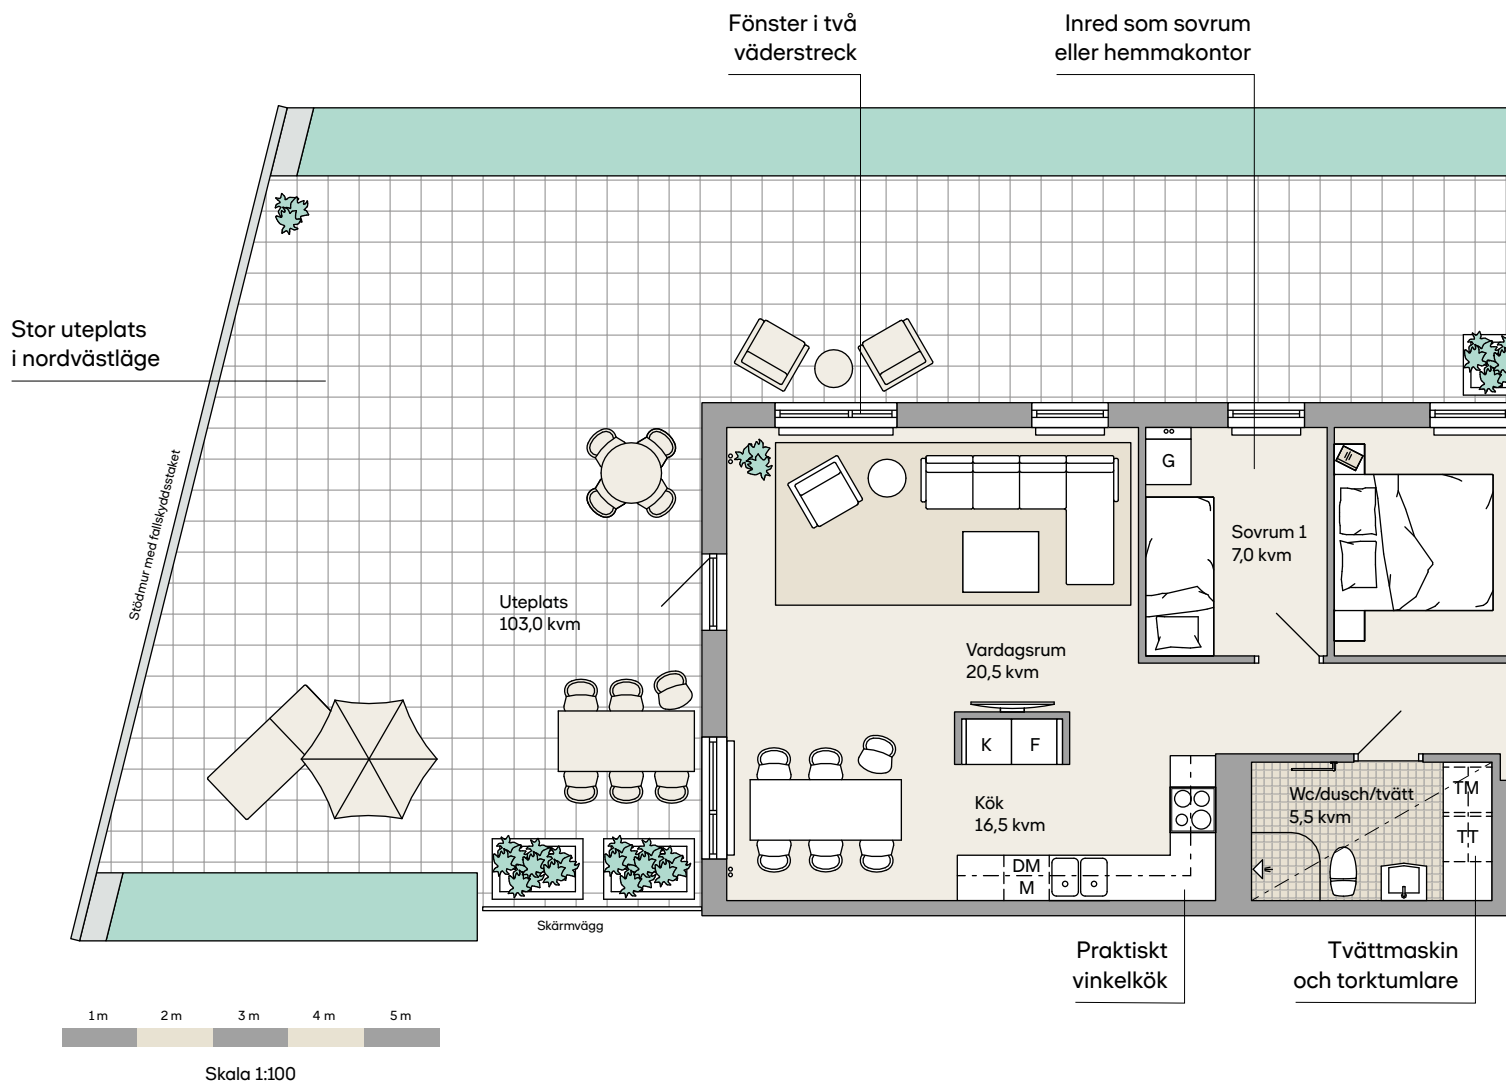 Fönster i två
väderstreck
Inred som sovrum
eller hemmakontor
Stor uteplats
i nordvästläge
Stödmur med fallskyddsstaket
G
Sovrum 1
7,0 kvm
Uteplats
103,0 kvm
Vardagsrum
20,5 kvm
K
F
Kök
16,5 kvm
Wc/dusch/tvätt
5,5 kvm
TM
TT
DM
M
Skärmvägg
Praktiskt
vinkelkök
Tvättmaskin
och torktumlare
1 m
2 m
3 m
4 m
5 m
Skala 1:100